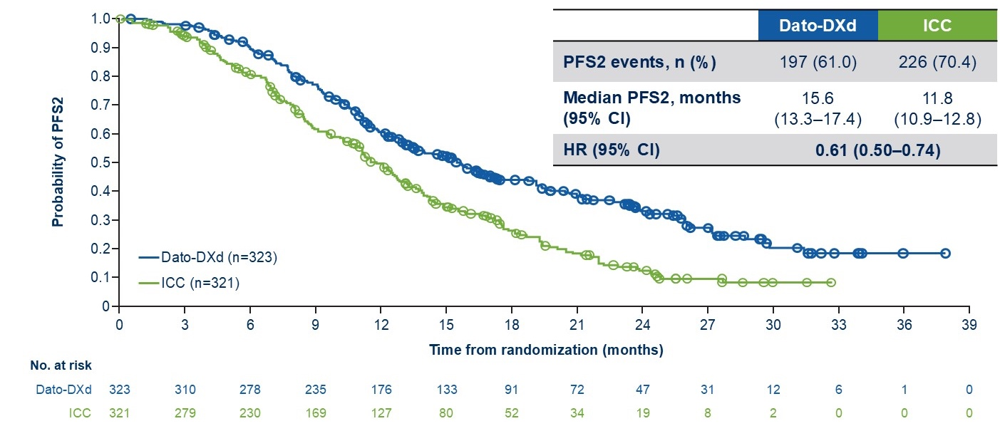 Dato-DXd ICC
PFS2 events, n (%) 197 (61.0) 226 (70.4)
Median PFS2, months 15.6 11.8
(95% CI) (13.3–17.4) (10.9–12.8)
HR (95% CI) 0.61 (0.50–0.74)
Probability of PFS2
1.0
0.9
0.8
0.7
0.6
0.5
0.4
0.3
0.2
0.1
0
Dato-DXd (n=323)
ICC (n=321)
0 3 6 9 12 15 18 21 24 27 30 33 36 39
Time from randomization (months)
No. at risk
Dato-DXd 323 310 278 235 176 133 91 72 47 31 12 6 1 0
ICC 321 279 230 169 127 80 52 34 19 8 2 0 0 0